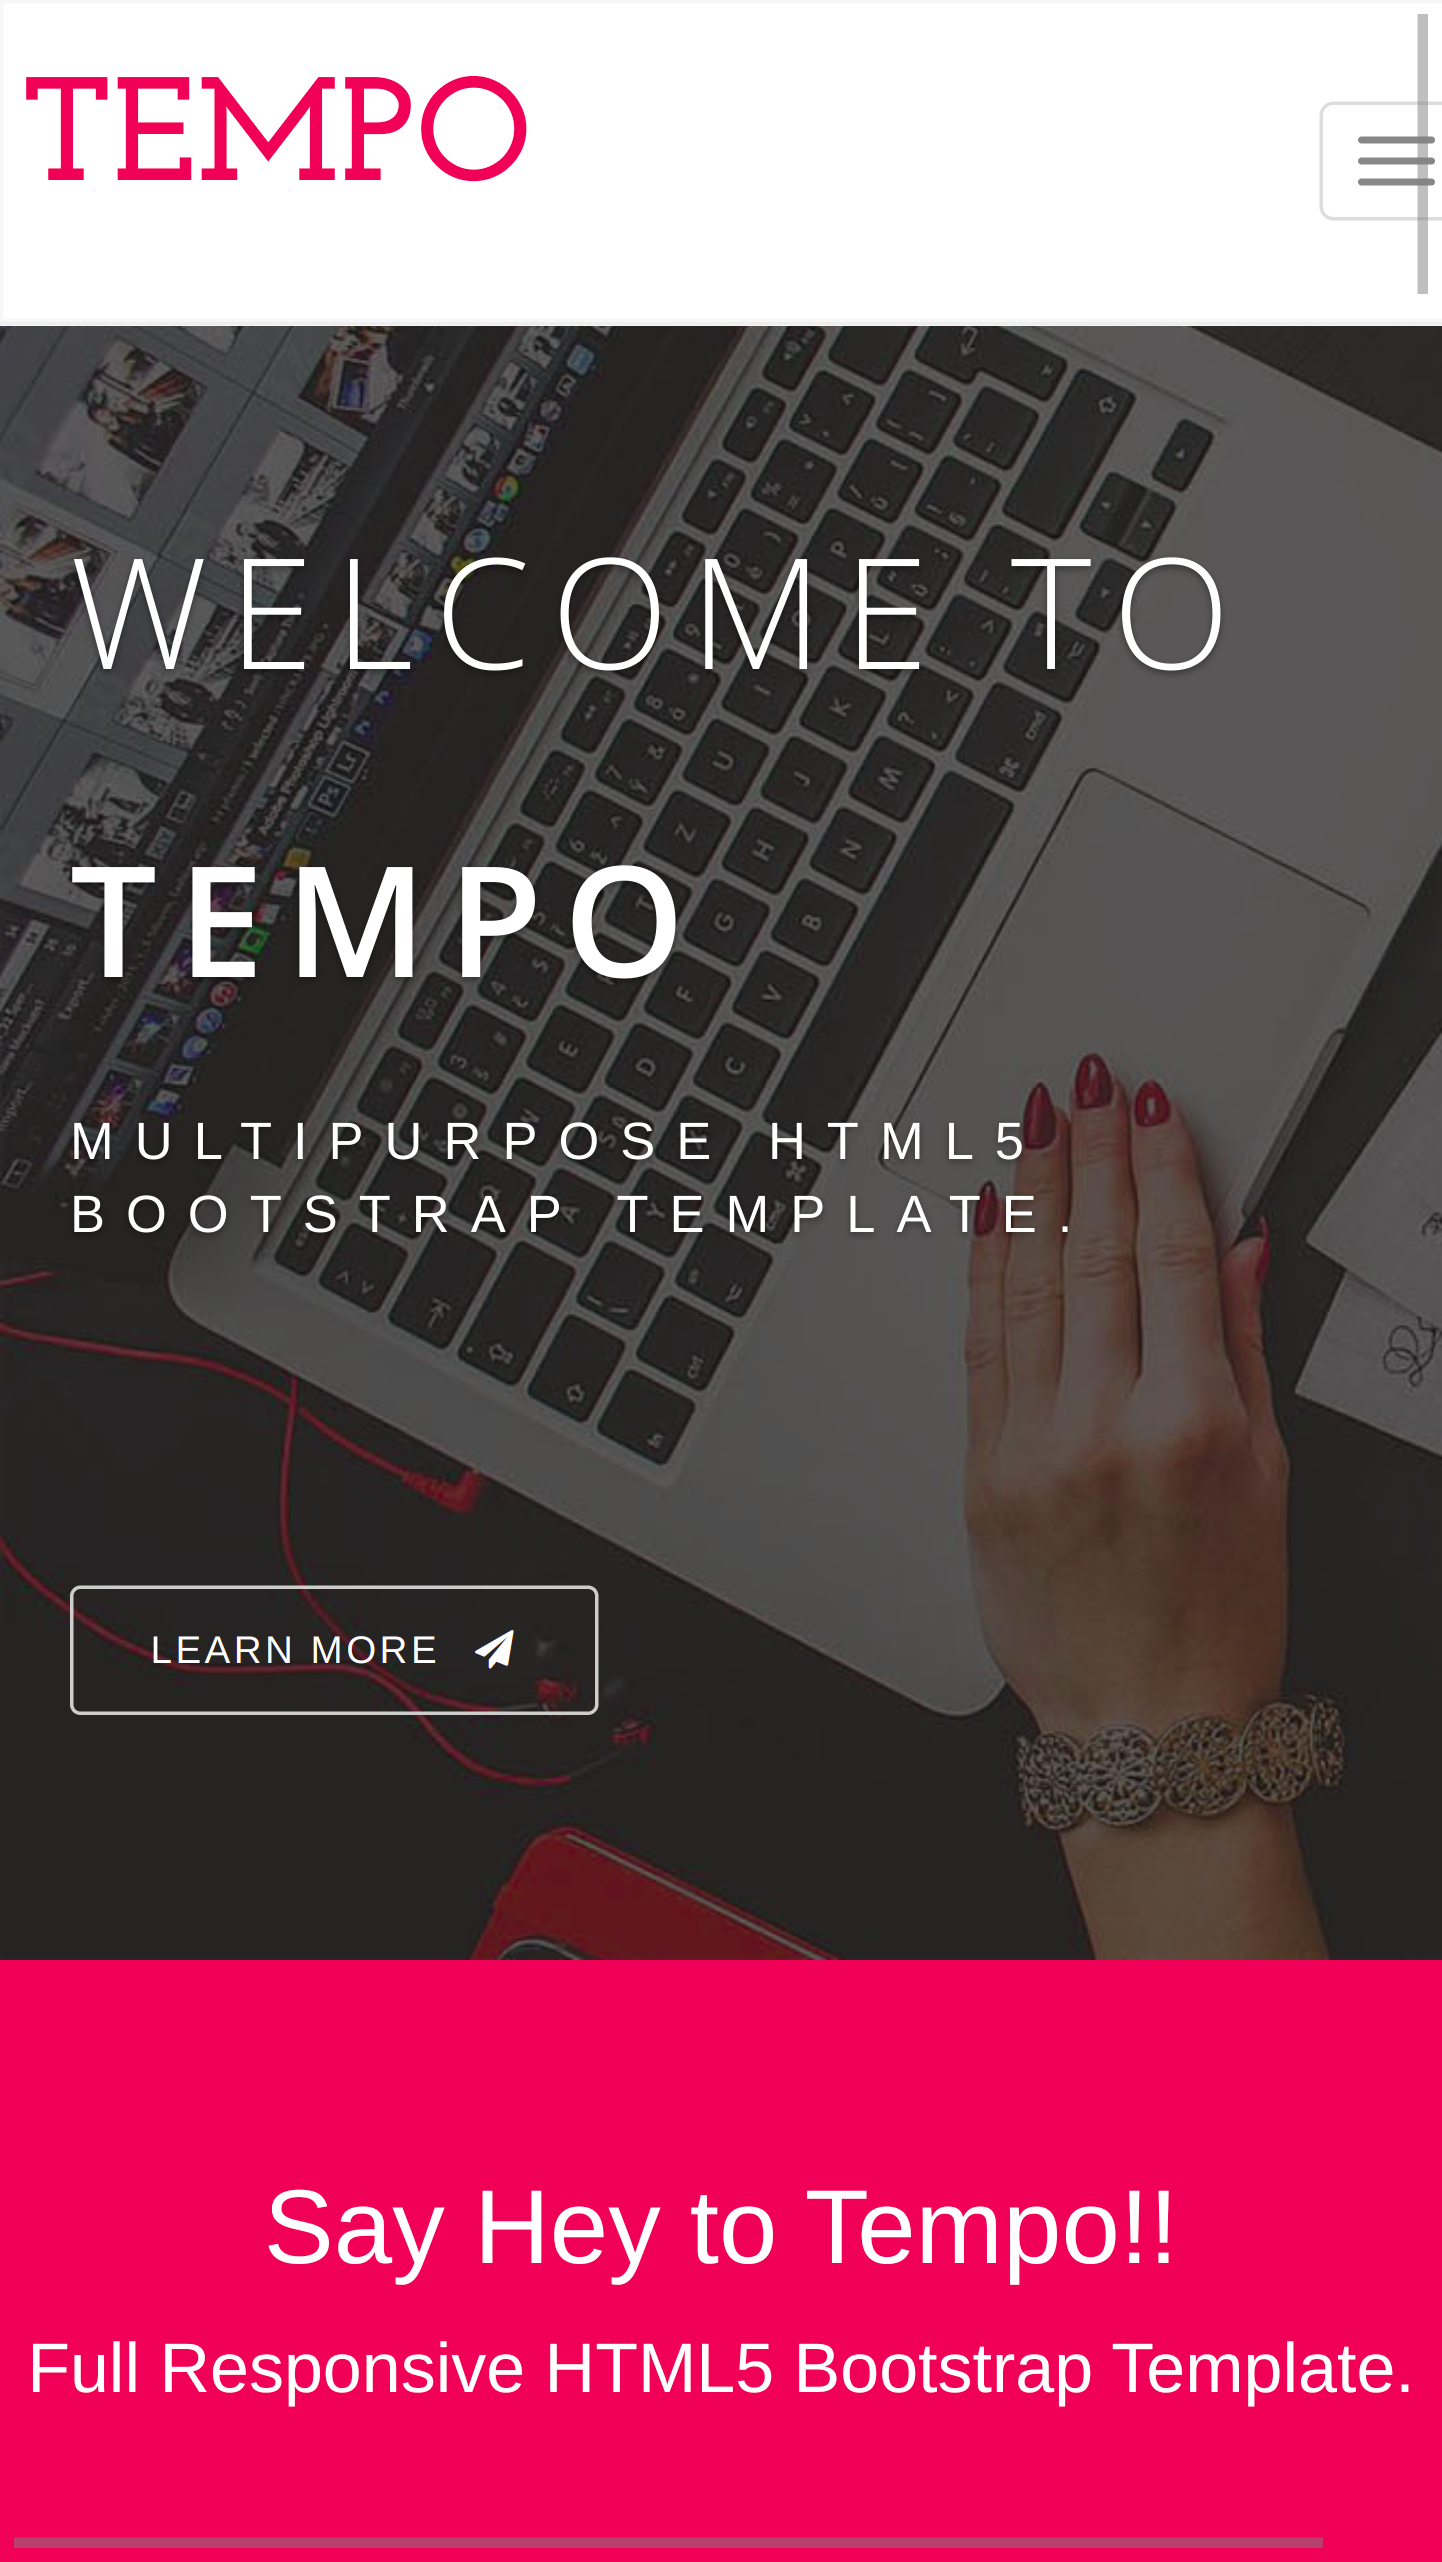 TEMPO
WELCOME TO
TEMPO
MULTIPURPOSE HTML5
BOOTSTRAP TEMPLATE.
LEARN MORE
Say Hey to Tempo!!
Full Responsive HTML5 Bootstrap Template.